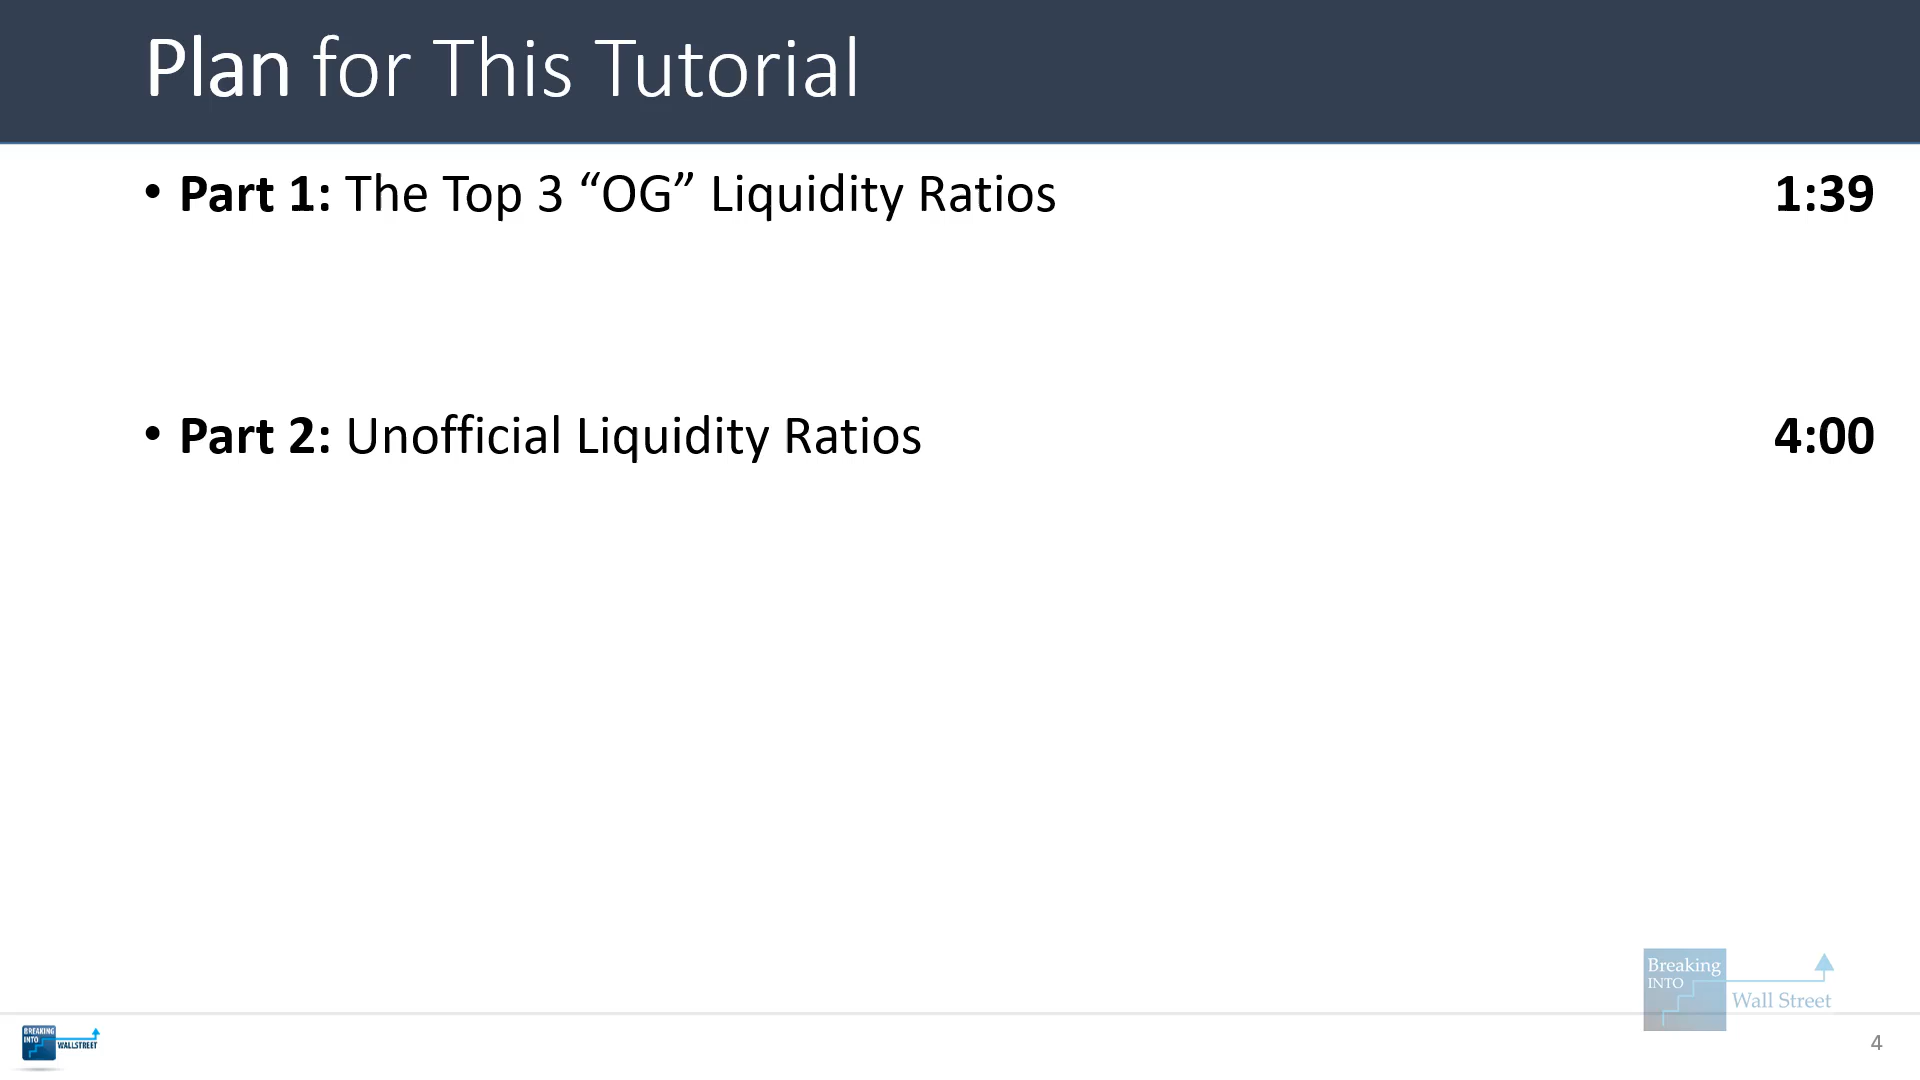 Plan for This Tutorial
• Part 1: The Top 3 “OG” Liquidity Ratios 1:39
• Part 2: Unofficial Liquidity Ratios 4:00
Breaking
INTO
Wall Street
BREAKING
INTO
WALLSTREET
4